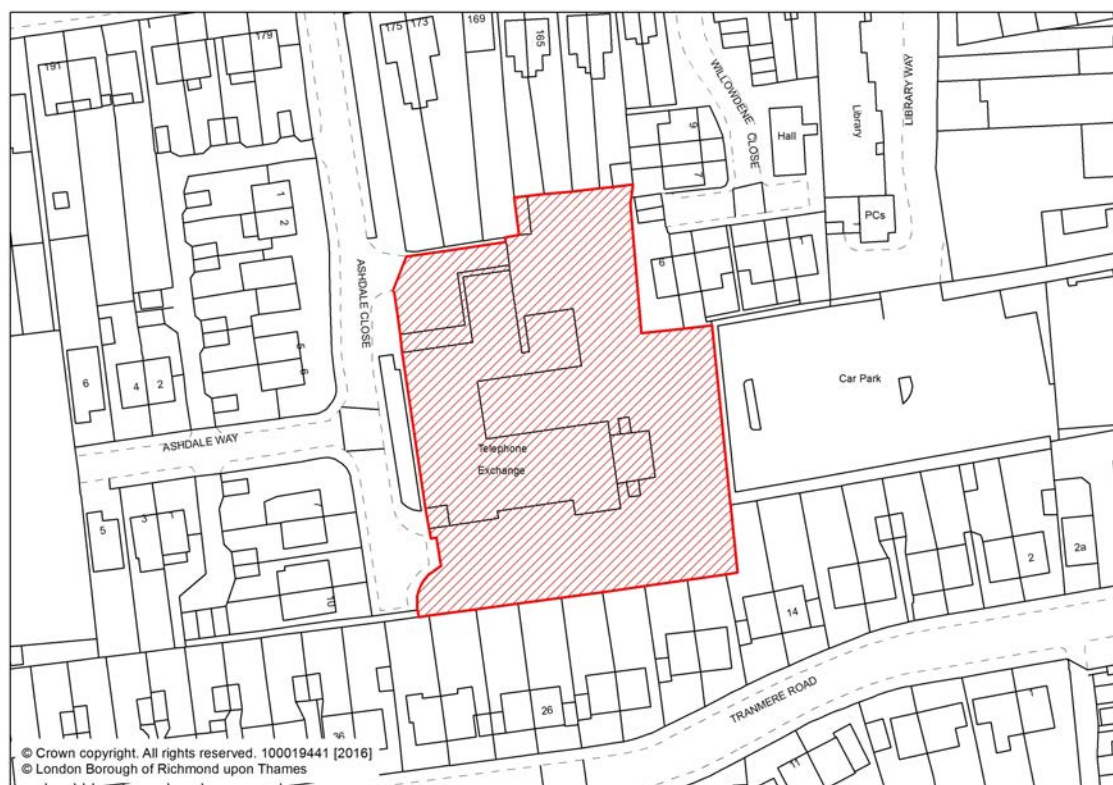 191
179
175
173
169
165
WILLOWDENE
CLOSE
LIBRARY WAY
Library
Hall
9
7
PCs
1
2
1
6
ASHDALE CLOSE
5
6
6
4
2
Car Park
ASHDALE WAY
Telephone
Exchange
5
3
1
7
10
2
2a
14
26
36
TRANMERE ROAD
1
11
© Crown copyright. All rights reserved. 100019441 [2016]
© London Borough of Richmond upon Thames